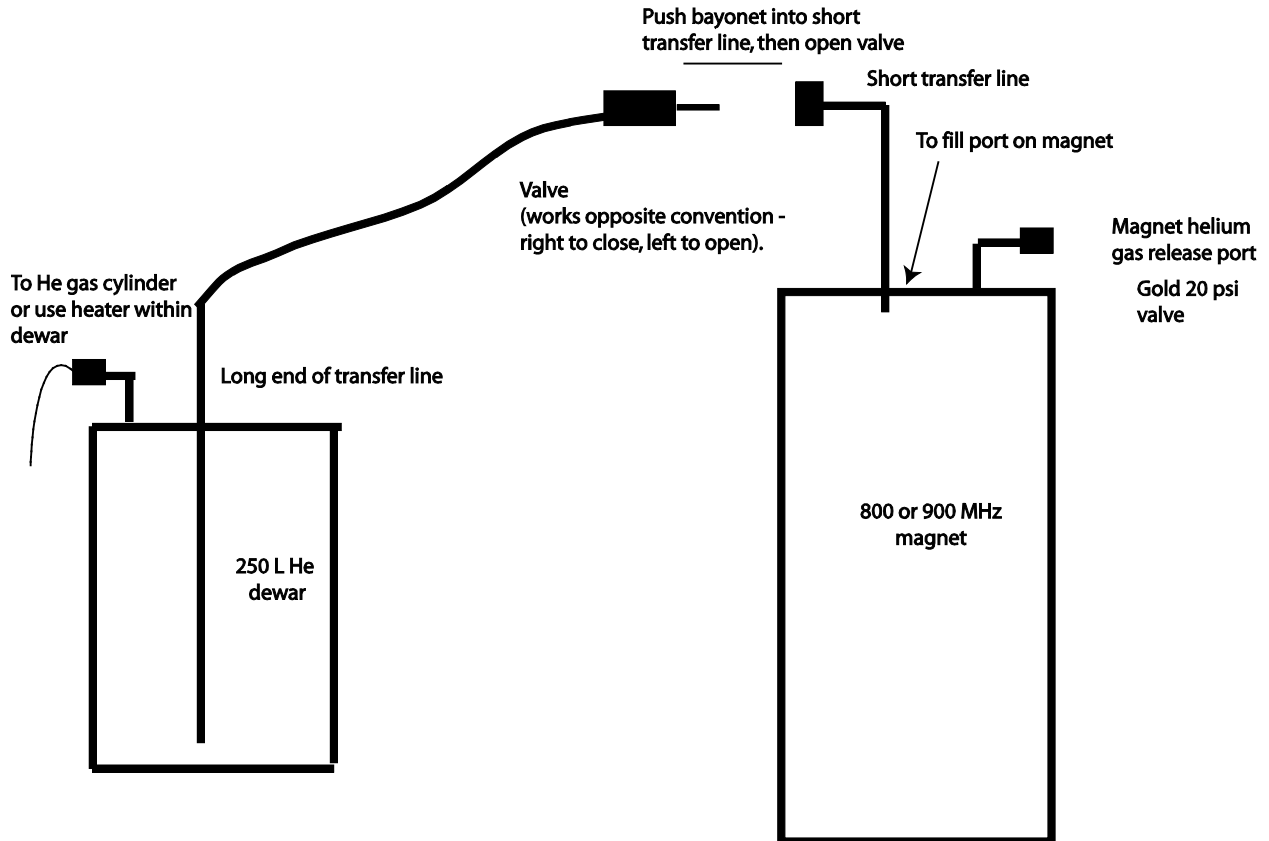 Push bayonet into short
transfer line, then open valve
Short transfer line
To fill port on magnet
Valve
(works opposite convention -
right to close, left to open).
Magnet helium
gas release port
Gold 20 psi
valve
To He gas cylinder
or use heater within
dewar
Long end of transfer line
800 or 900 MHz
magnet
250 L He
dewar